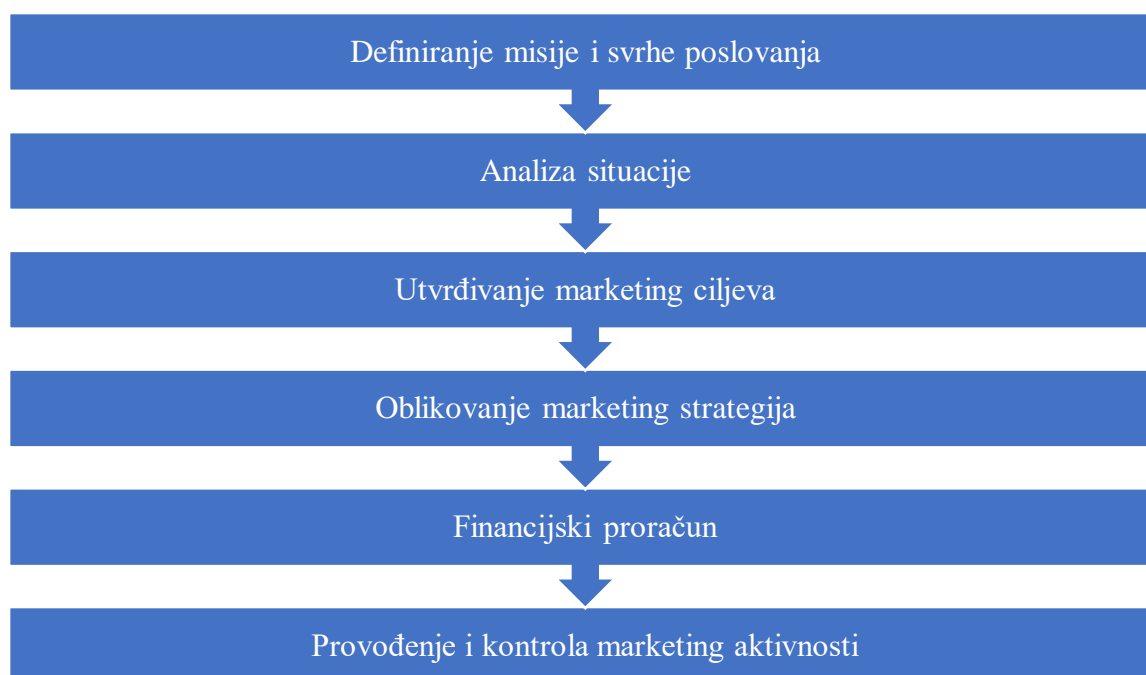 Definiranje misije i svrhe poslovanja
Analiza situacije
Utvrđivanje marketing ciljeva
Oblikovanje marketing strategija
Financijski proračun
Provođenje i kontrola marketing aktivnosti